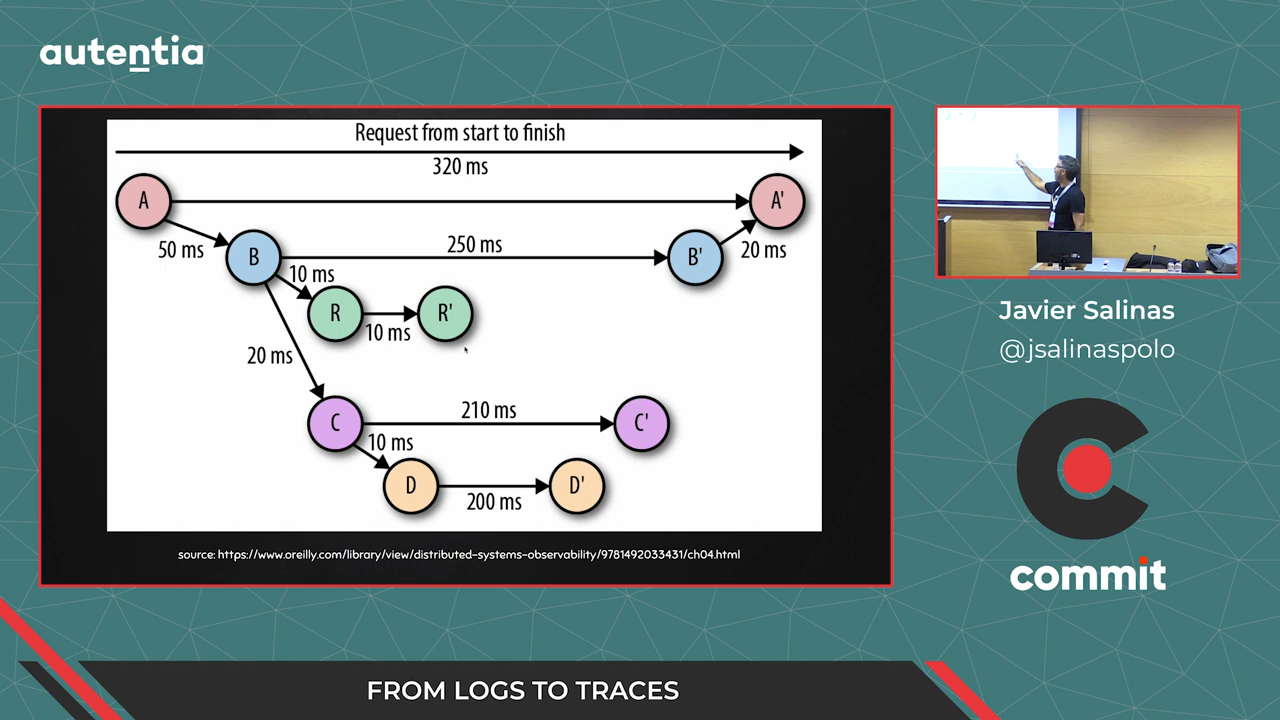 autentia
Request from start to finish
320 ms
A
A'
50 ms
B
250 ms
B'
20 ms
10 ms
R
R'
10 ms
20 ms
C
210 ms
C'
10 ms
D
D'
200 ms
source: https://www.oreilly.com/library/view/distributed-systems-observability/9781492033431/ch04.html
Javier Salinas
@jsalinaspolo
commit
FROM LOGS TO TRACES